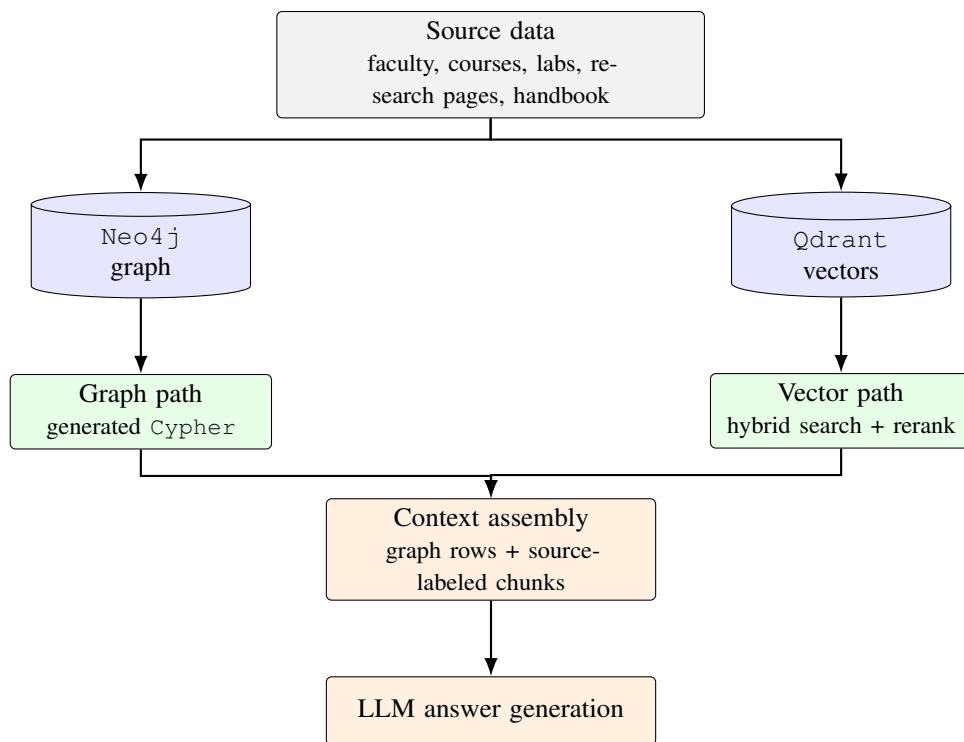 Source data
faculty, courses, labs, re-
search pages, handbook
Neo4j
graph
Qdrant
vectors
Graph path
generated Cypher
Vector path
hybrid search + rerank
Context assembly
graph rows + source-
labeled chunks
LLM answer generation